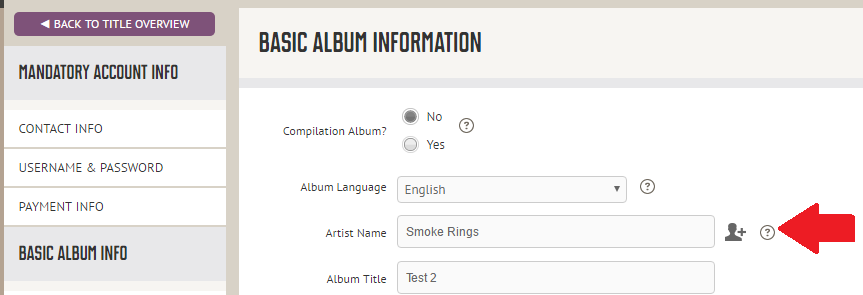 ◄ BACK TO TITLE OVERVIEW
MANDATORY ACCOUNT INFO
CONTACT INFO
USERNAME & PASSWORD
PAYMENT INFO
BASIC ALBUM INFO
BASIC ALBUM INFORMATION
Compilation Album?
No
?
Yes
Album Language English ▼ ?
Artist Name Smoke Rings ?
Album Title Test 2